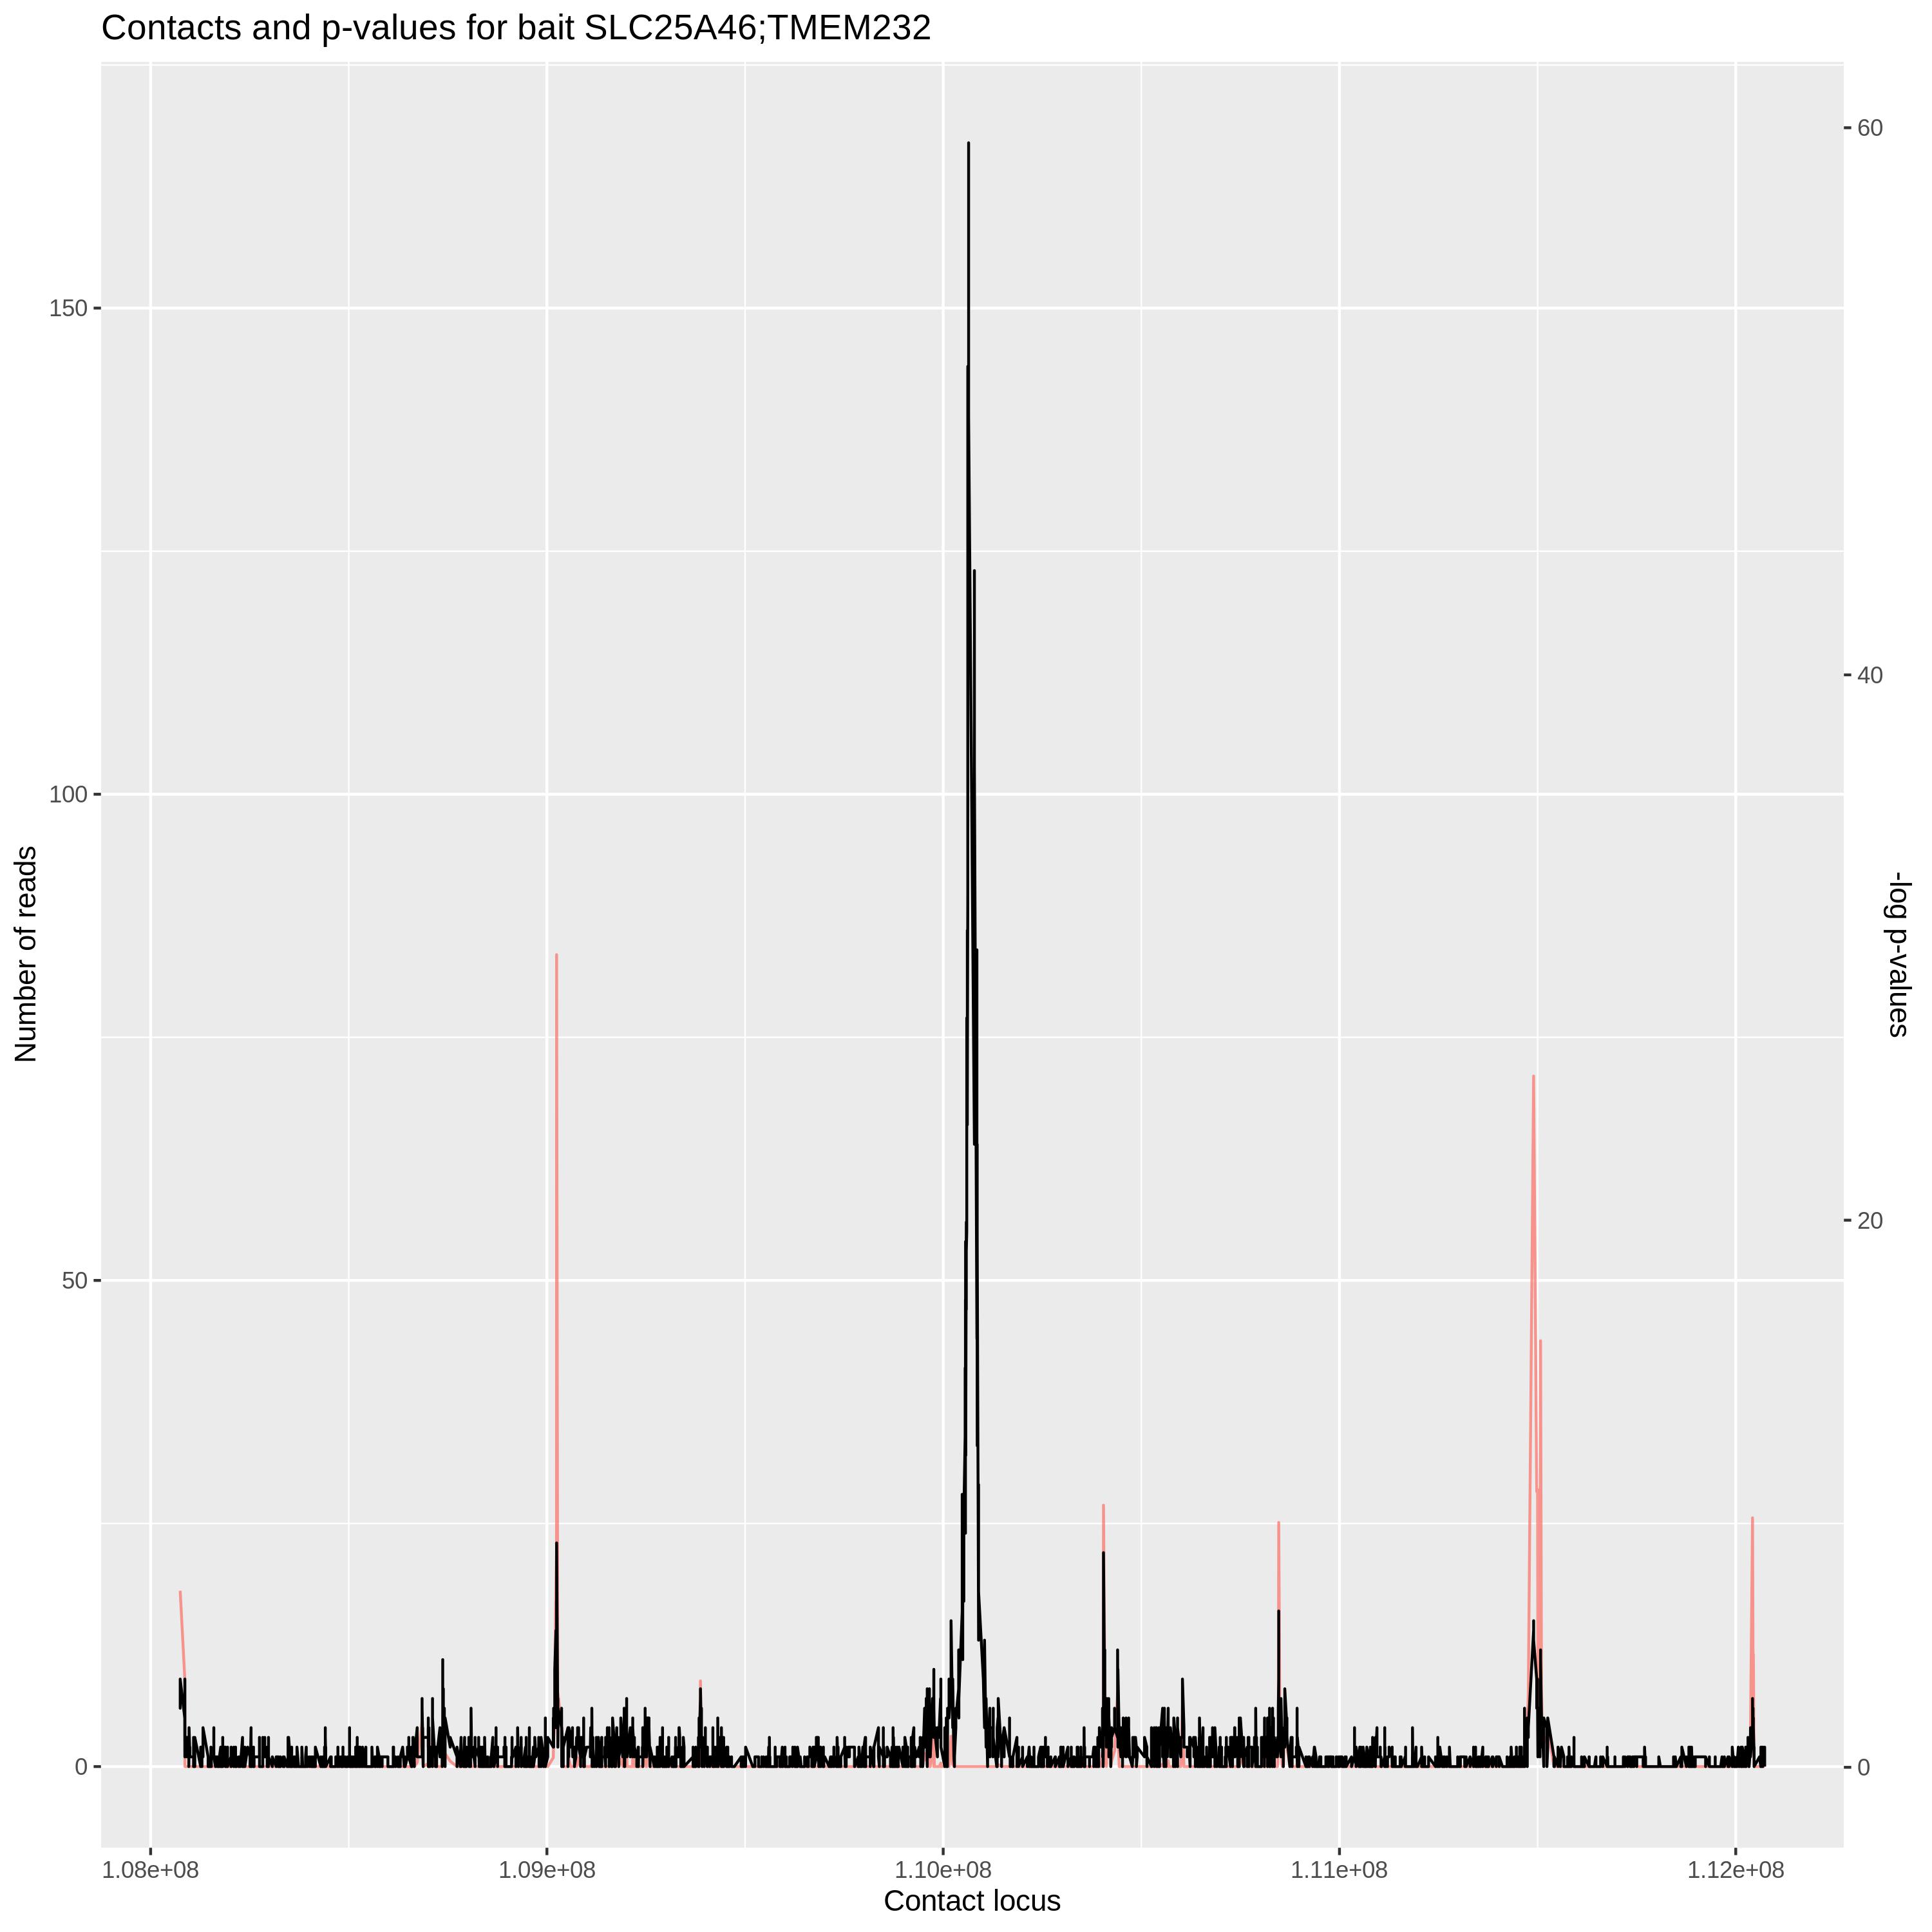 Contacts and p-values for bait SLC25A46;TMEM232
60
150
40
100
Number of reads
-log p-values
20
50
0
0
1.08e+08 1.09e+08 1.10e+08 1.11e+08 1.12e+08
Contact locus